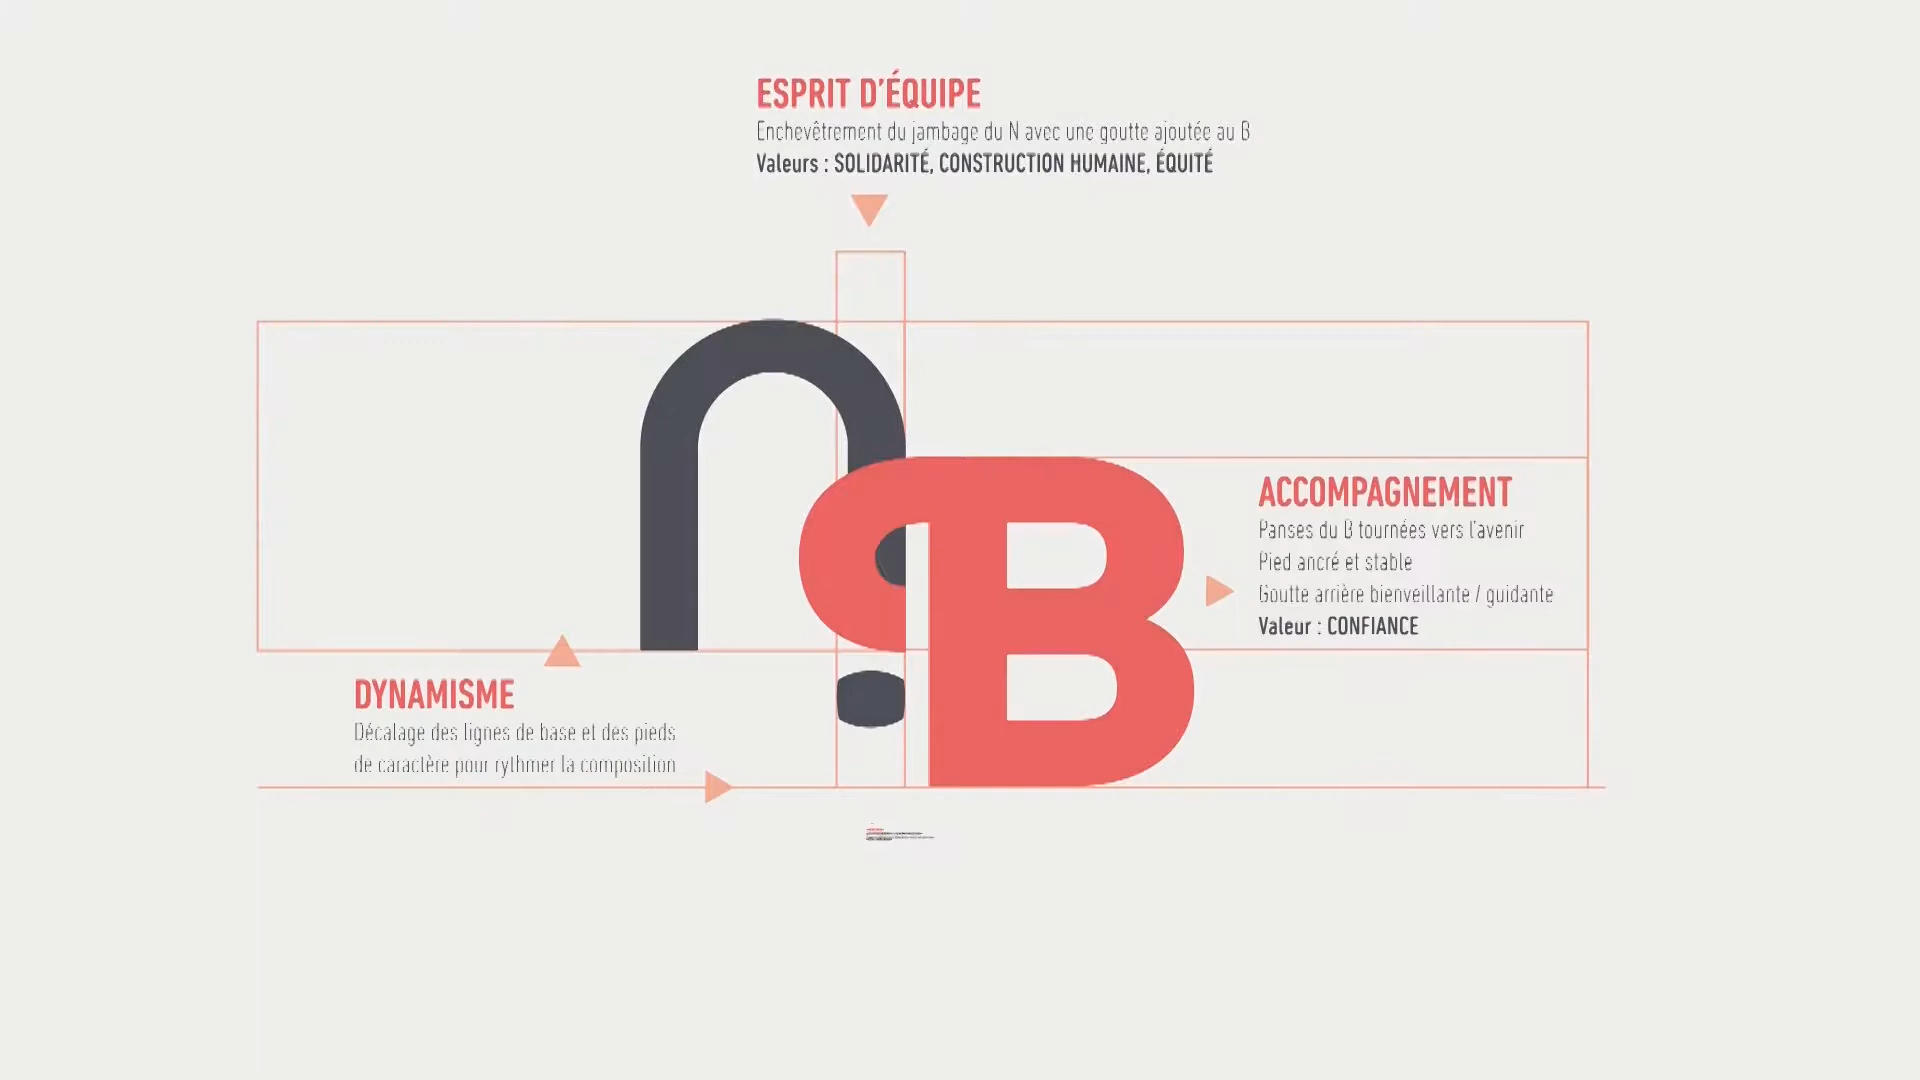 ESPRIT D'ÉQUIPE
Enchevêtrement du jambage du N avec une goutte ajoutée au B
Valeurs : SOLIDARITÉ, CONSTRUCTION HUMAINE, ÉQUITÉ
B
ACCOMPAGNEMENT
Panses du B tournées vers l'avenir
Pied ancré et stable
Goutte arrière bienveillante / guidante
Valeur : CONFIANCE
DYNAMISME
Décalage des lignes de base et des pieds
de caractère pour rythmer la composition